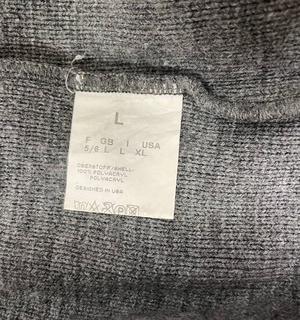 L
F GB I USA
5/6 L L XL
OBERSTOFF/SHELL:
100% POLYACRYL
POLYACRYL
DESIGNED IN USA